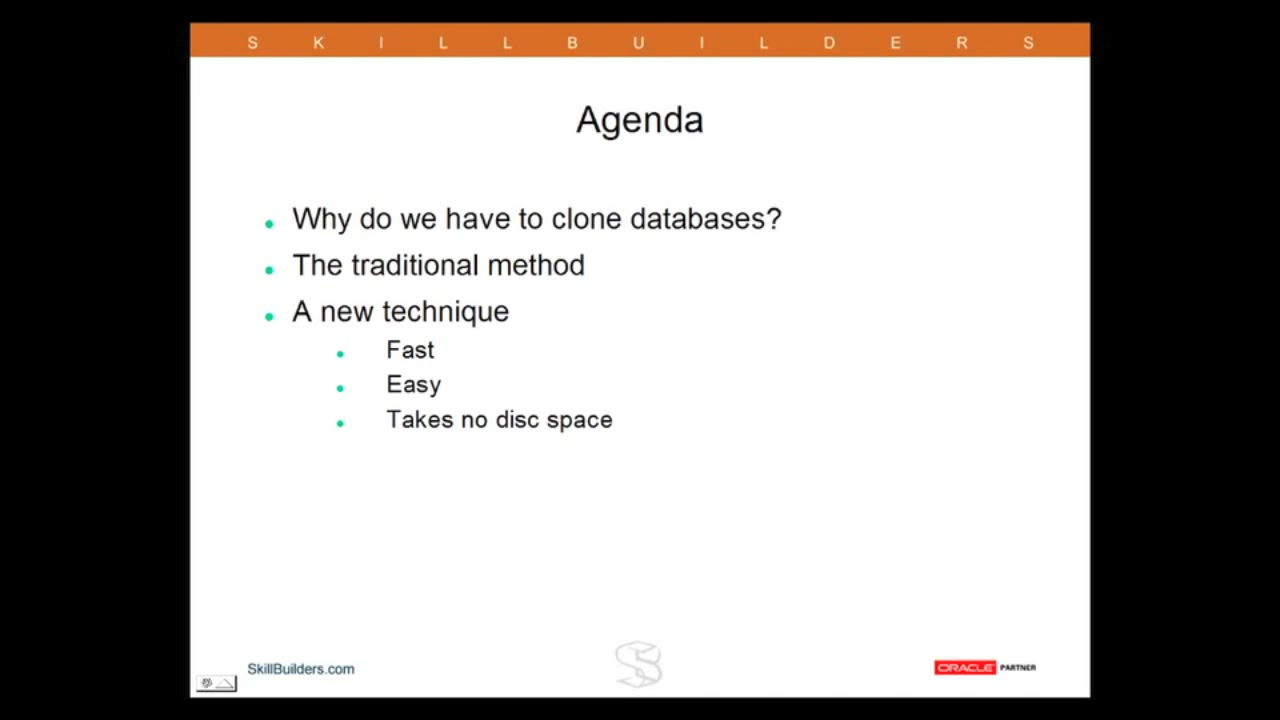 SKILLBUILDERS
Agenda
Why do we have to clone databases?
The traditional method
A new technique
Fast
Easy
Takes no disc space
SkillBuilders.com
ORACLE PARTNER